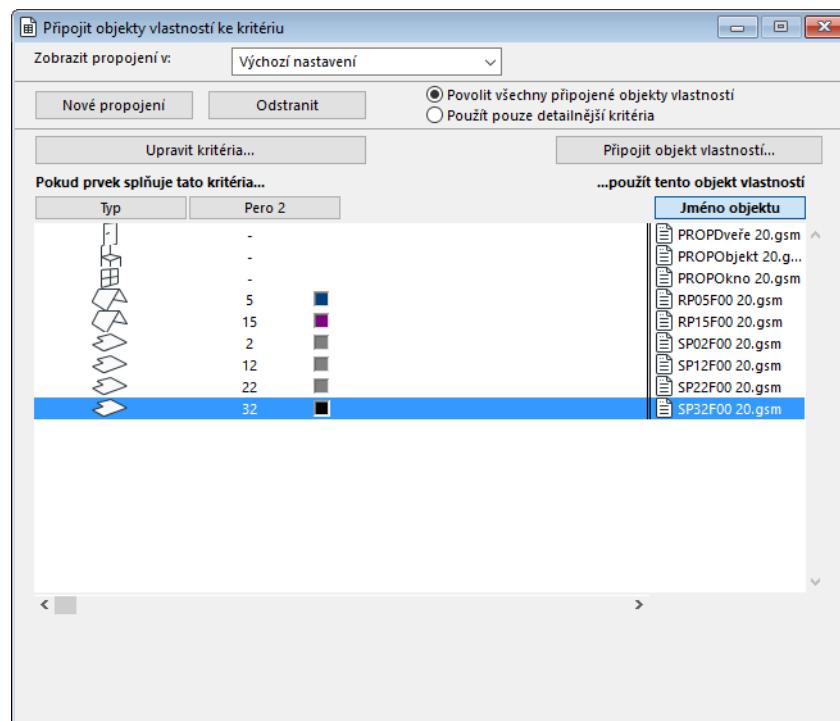 Připojit objekty vlastností ke kritériu
Zobrazit propojení v: Výchozí nastavení
Nové propojení Odstranit
Povolit všechny připojené objekty vlastností
Použít pouze detailnější kritéria
Upravit kritéria... Připojit objekt vlastností...
Pokud prvek splňuje tato kritéria... ...použít tento objekt vlastností
Typ Pero 2 Jméno objektu
- PROPDveře 20.gsm
- PROPObjekt 20.g...
- PROPOkno 20.gsm
5 RP05F00 20.gsm
15 RP15F00 20.gsm
2 SP02F00 20.gsm
12 SP12F00 20.gsm
22 SP22F00 20.gsm
32 SP32F00 20.gsm